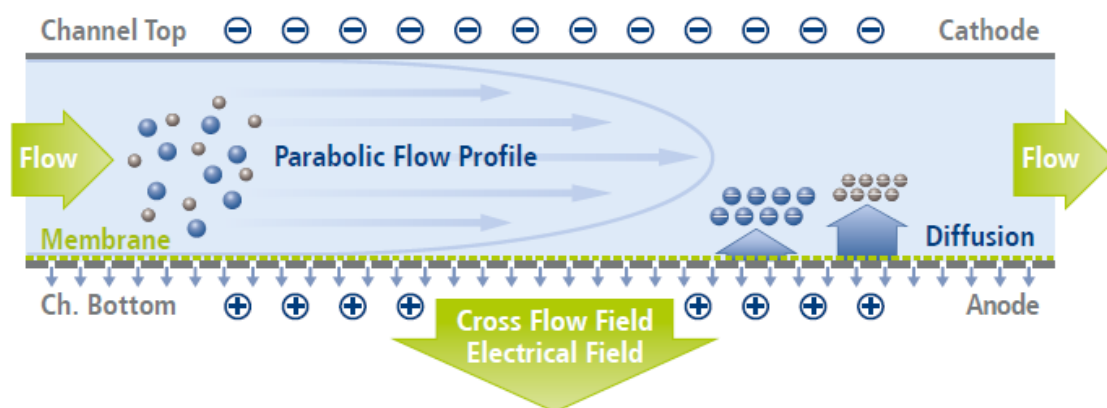 Channel Top
Cathode
Flow
Parabolic Flow Profile
Flow
Membrane
Diffusion
Ch. Bottom
Anode
Cross Flow Field
Electrical Field